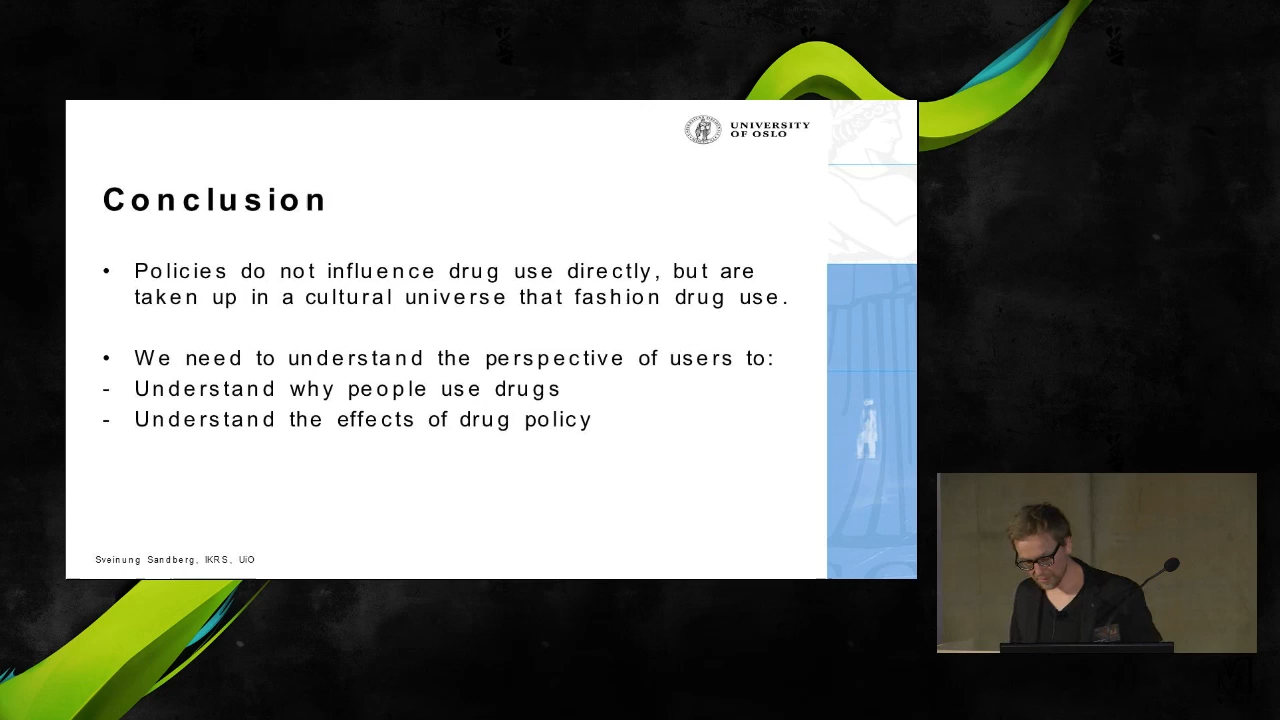 UNIVERSITY
OF OSLO
Conclusion
• Policies do not influence drug use directly, but are
taken up in a cultural universe that fashion drug use.
• We need to understand the perspective of users to:
- Understand why people use drugs
- Understand the effects of drug policy
Sveinung Sandberg, IKRS, UiO